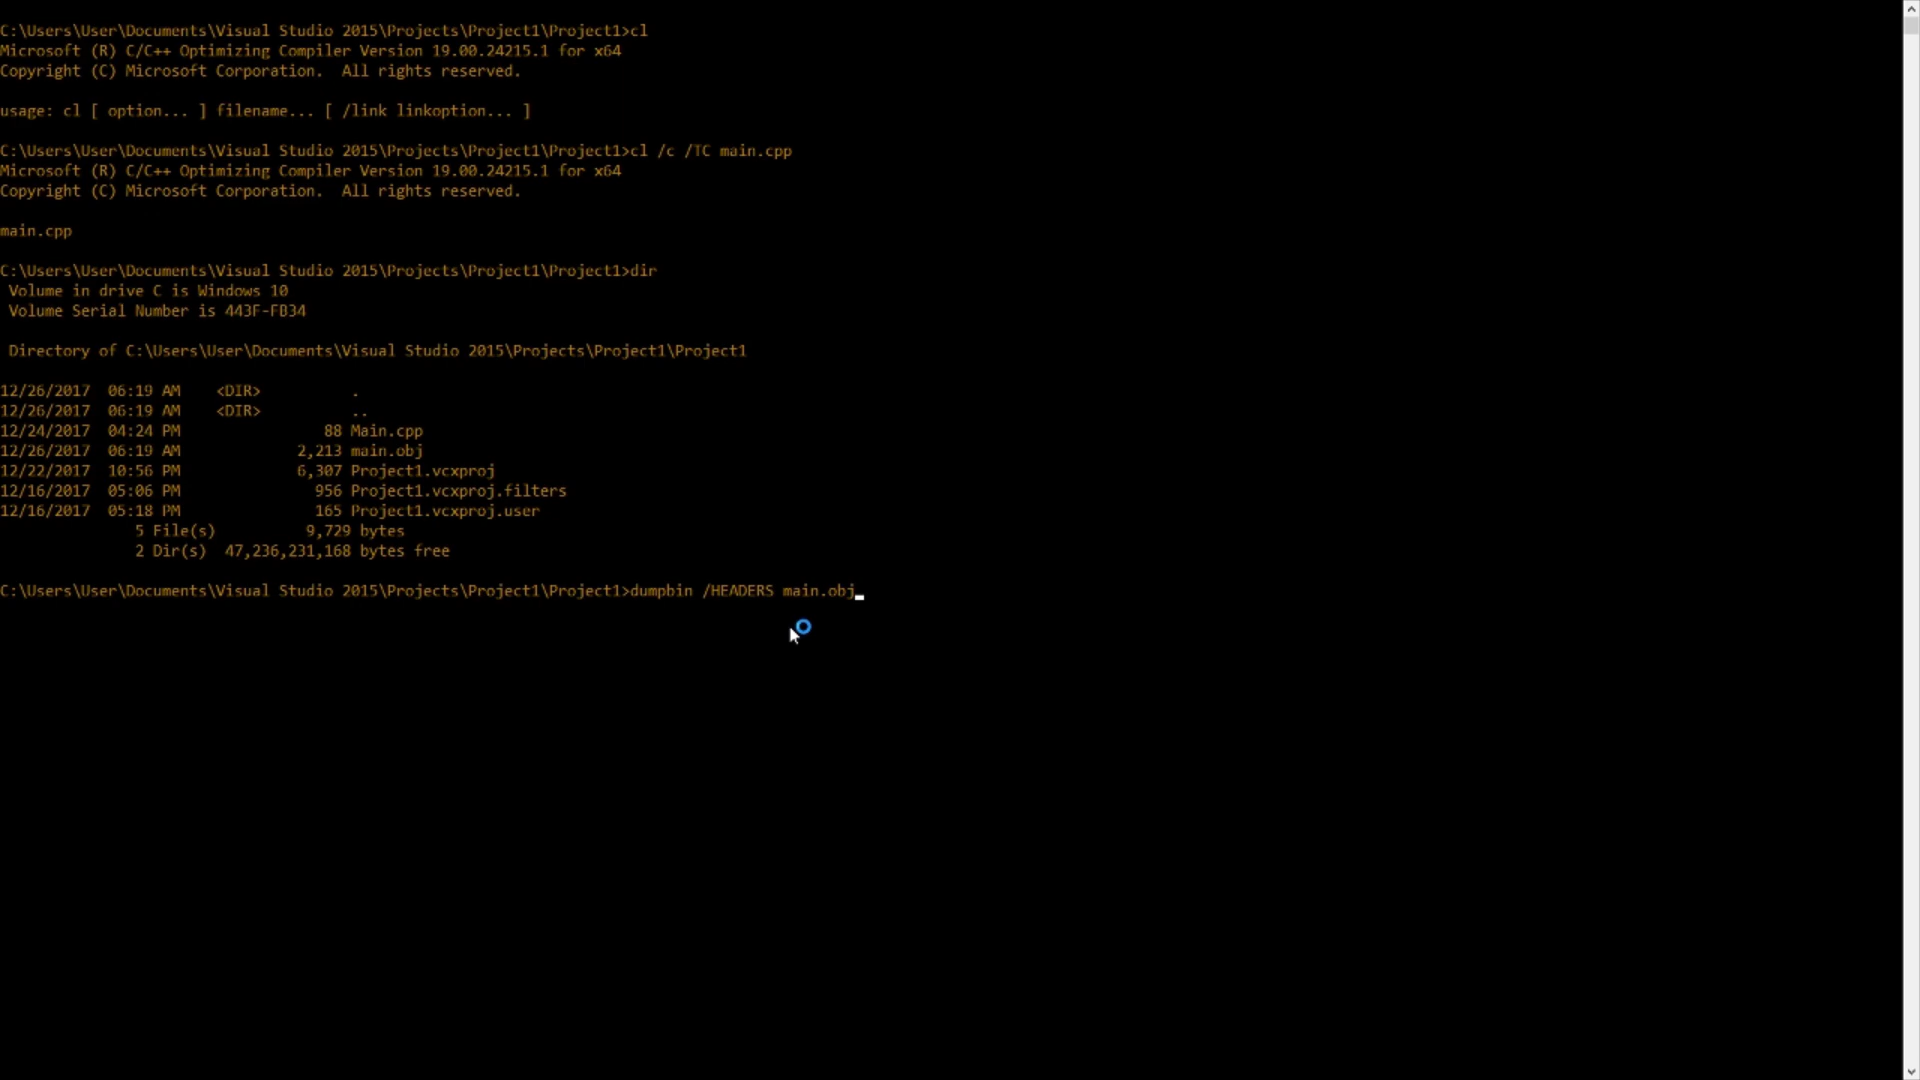 C:\Users\User\Documents\Visual Studio 2015\Projects\Project1\Project1>cl
Microsoft (R) C/C++ Optimizing Compiler Version 19.00.24215.1 for x64
Copyright (C) Microsoft Corporation.  All rights reserved.
usage: cl [ option... ] filename... [ /link linkoption... ]
C:\Users\User\Documents\Visual Studio 2015\Projects\Project1\Project1>cl /c /TC main.cpp
Microsoft (R) C/C++ Optimizing Compiler Version 19.00.24215.1 for x64
Copyright (C) Microsoft Corporation.  All rights reserved.
main.cpp
C:\Users\User\Documents\Visual Studio 2015\Projects\Project1\Project1>dir
 Volume in drive C is Windows 10
 Volume Serial Number is 443F-FB34
 Directory of C:\Users\User\Documents\Visual Studio 2015\Projects\Project1\Project1
12/26/2017  06:19 AM    <DIR>          .
12/26/2017  06:19 AM    <DIR>          ..
12/24/2017  04:24 PM                88 Main.cpp
12/26/2017  06:19 AM             2,213 main.obj
12/22/2017  10:56 PM             6,307 Project1.vcxproj
12/16/2017  05:06 PM               956 Project1.vcxproj.filters
12/16/2017  05:18 PM               165 Project1.vcxproj.user
               5 File(s)          9,729 bytes
               2 Dir(s)  47,236,231,168 bytes free
C:\Users\User\Documents\Visual Studio 2015\Projects\Project1\Project1>dumpbin /HEADERS main.obj